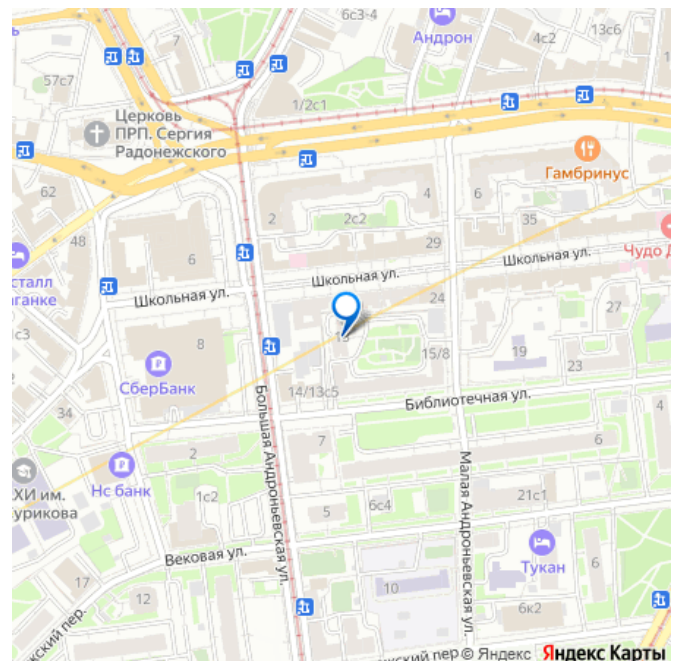 6с3-4
Андрон
13с6
4с2
7
57с7
1/2с1
Церковь
ПРП. Сергия
Радонежского
Гамбринус
62
4
6
2
2с2
35
48
29
6
Школьная ул.
Школьная ул.
Чудо Д
сталл
аганке
Школьная ул.
24
27
с3
13
8
15/8
19
23
СберБанк
14/13с5
Библиотечная ул.
34
4
7
6
2
Большая Андроньевская ул.
Малая Андроньевская ул.
ХИ им.
урикова
Нс банк
1с2
5
6с4
21с1
Вековая ул.
Тукан
17
10
6
12
6к2
жский пер.
жский пер
© Яндекс Яндекс Карты